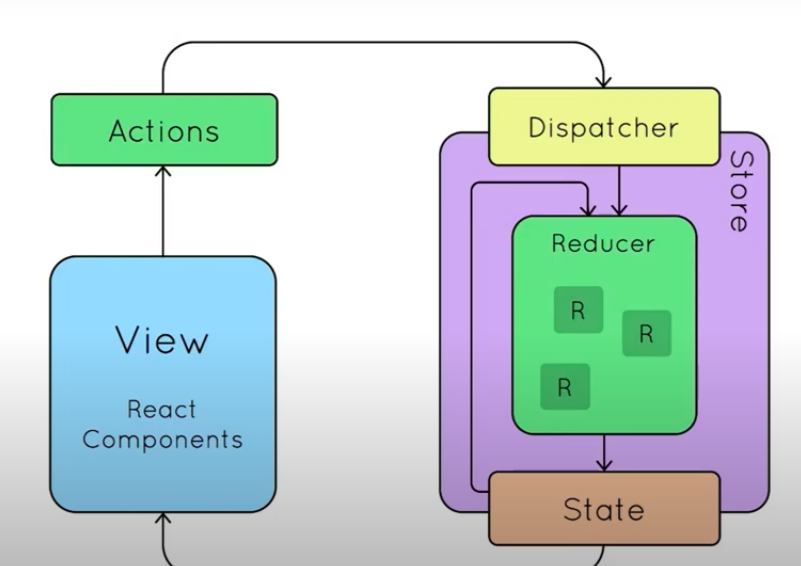 Actions
Dispatcher
Store
Reducer
R
R
R
View
React
Components
State